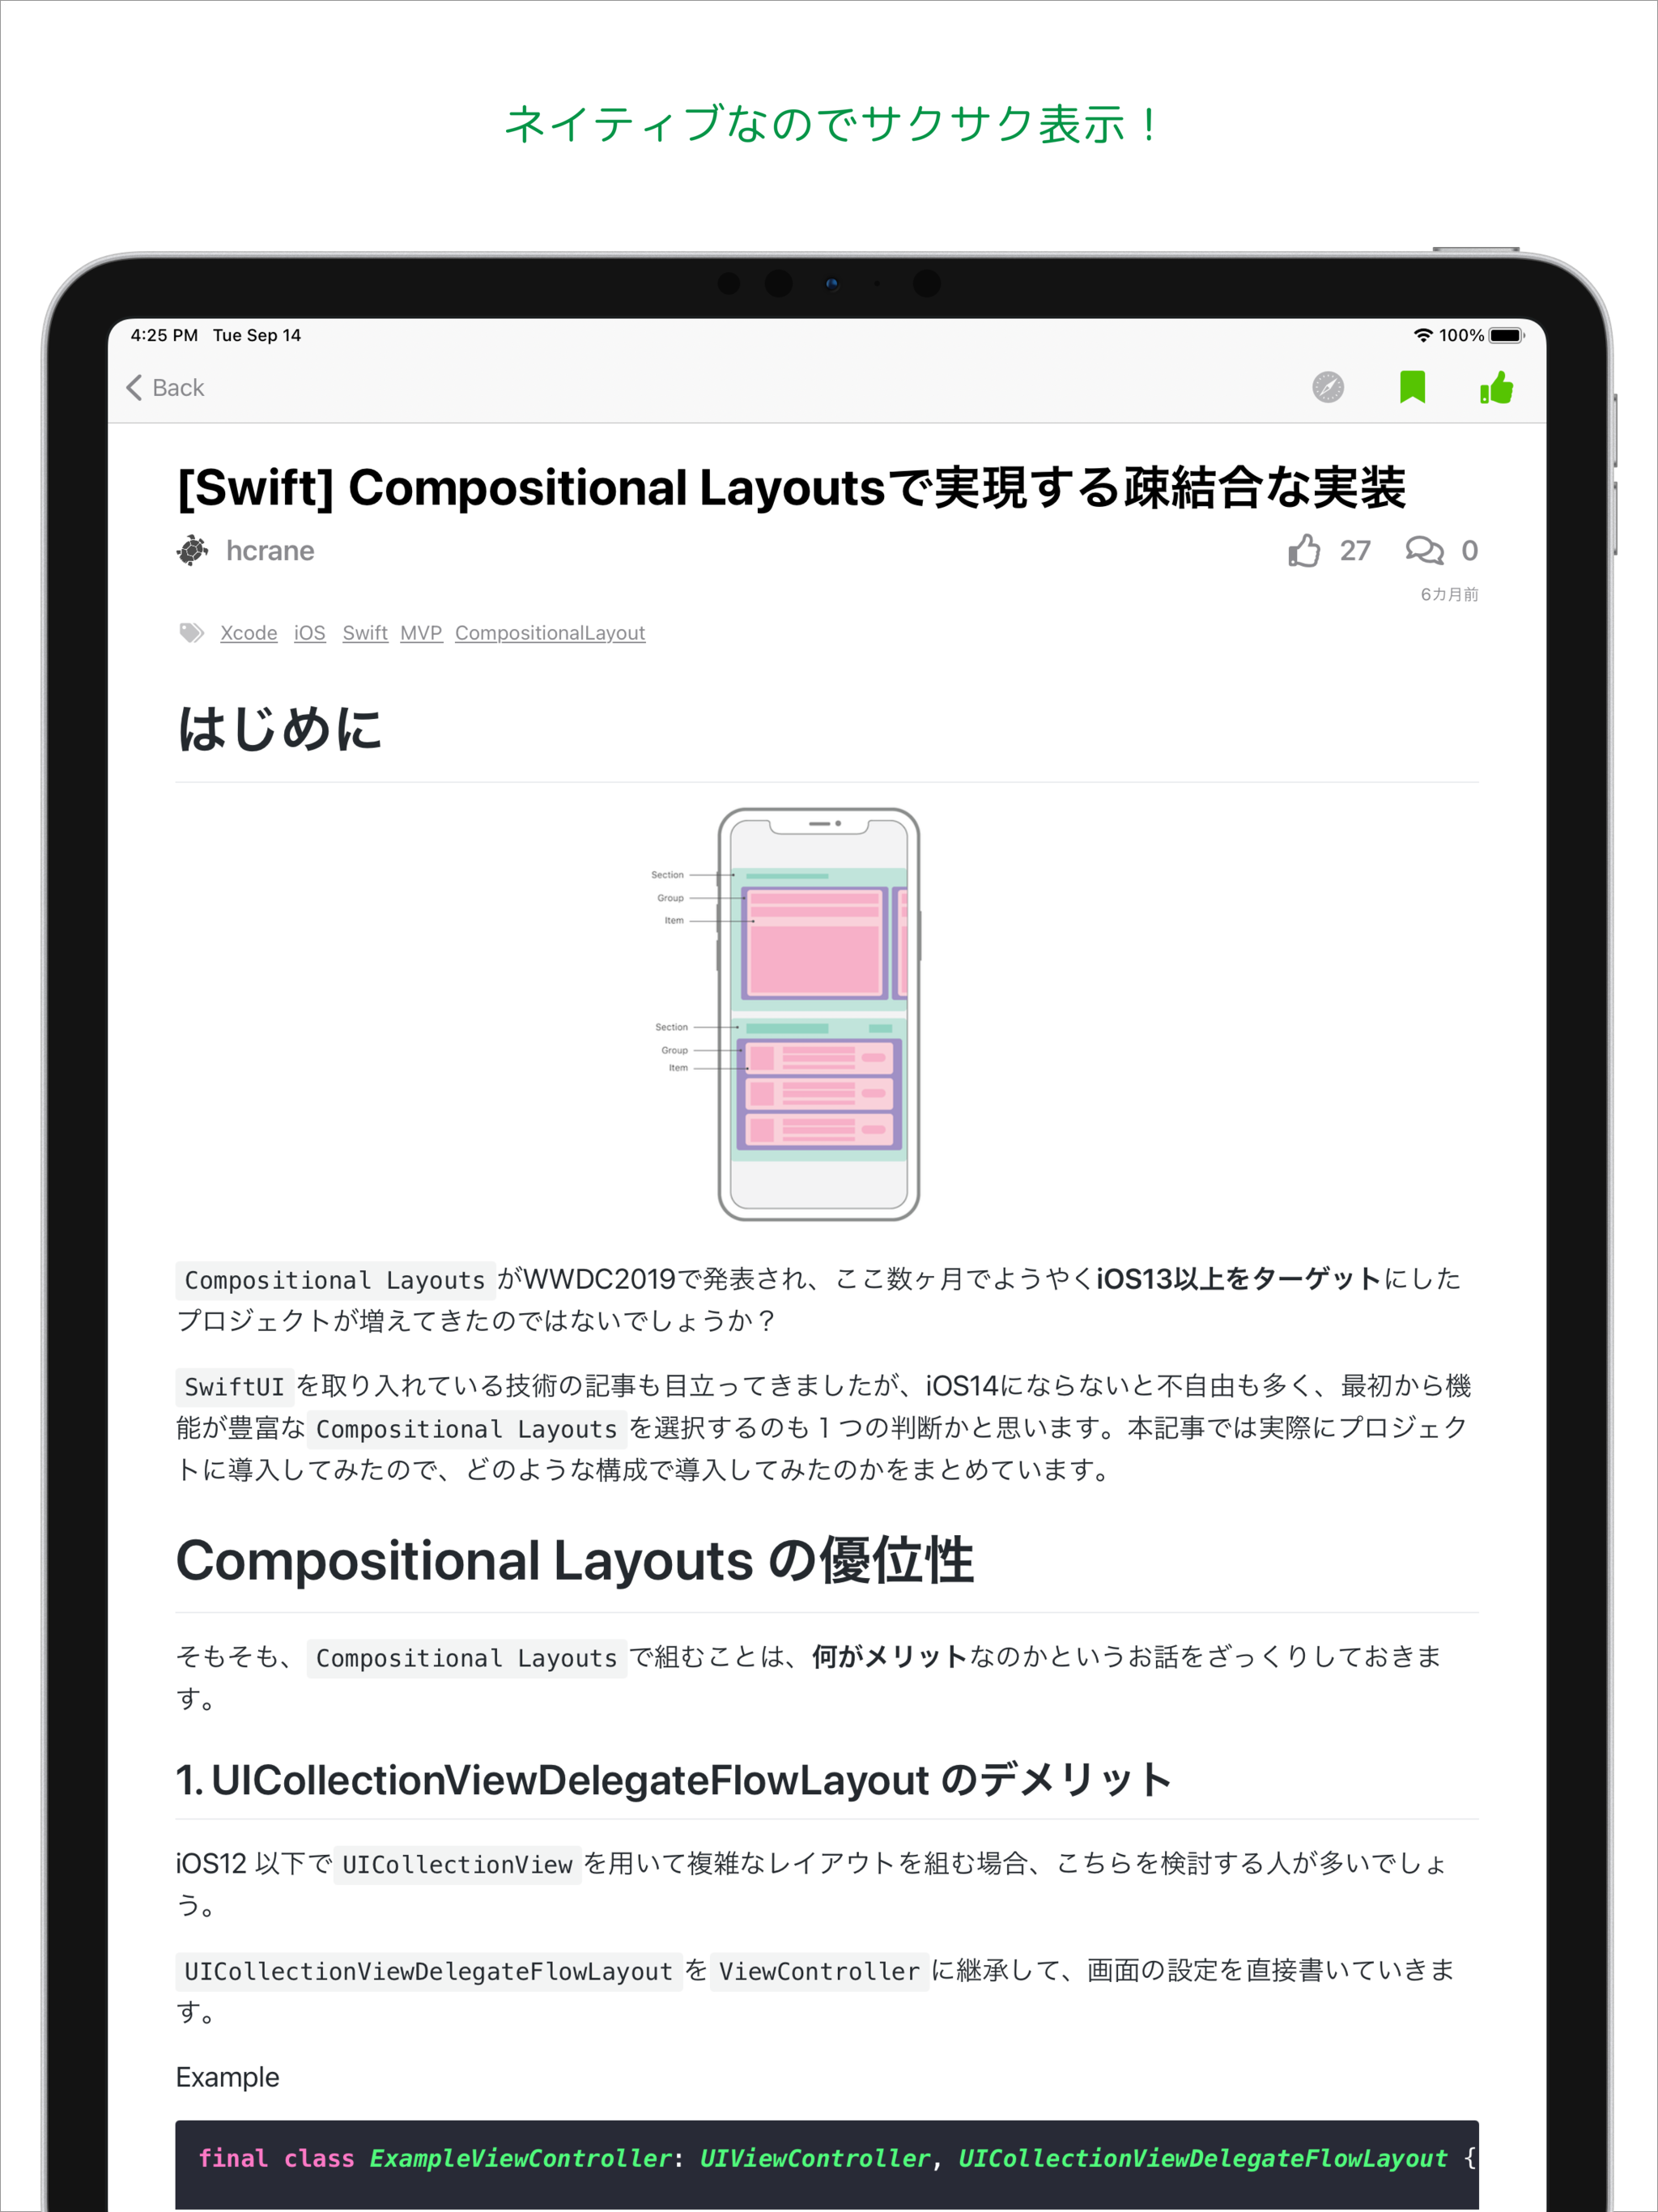 ネイティブなのでサクサク表示！
4:25 PM Tue Sep 14
100%
Back
[Swift] Compositional Layoutsで実現する疎結合な実装
hcrane
27
0
6カ月前
Xcode iOS Swift MVP CompositionalLayout
はじめに
Section
Group
Item
Section
Group
Item
Compositional Layouts がWWDC2019で発表され、ここ数ヶ月でようやくiOS13以上をターゲットにした
プロジェクトが増えてきたのではないでしょうか？
SwiftUI を取り入れている技術の記事も目立ってきましたが、iOS14にならないと不自由も多く、最初から機
能が豊富な Compositional Layouts を選択するのも１つの判断かと思います。本記事では実際にプロジェク
トに導入してみたので、どのような構成で導入してみたのかをまとめています。
Compositional Layouts の優位性
そもそも、 Compositional Layouts で組むことは、何がメリットなのかというお話をざっくりしておきま
す。
1. UICollectionViewDelegateFlowLayout のデメリット
iOS12 以下で UICollectionView を用いて複雑なレイアウトを組む場合、こちらを検討する人が多いでしょ
う。
UICollectionViewDelegateFlowLayout を ViewController に継承して、画面の設定を直接書いていきま
す。
Example
final class ExampleViewController: UIViewController, UICollectionViewDelegateFlowLayout {